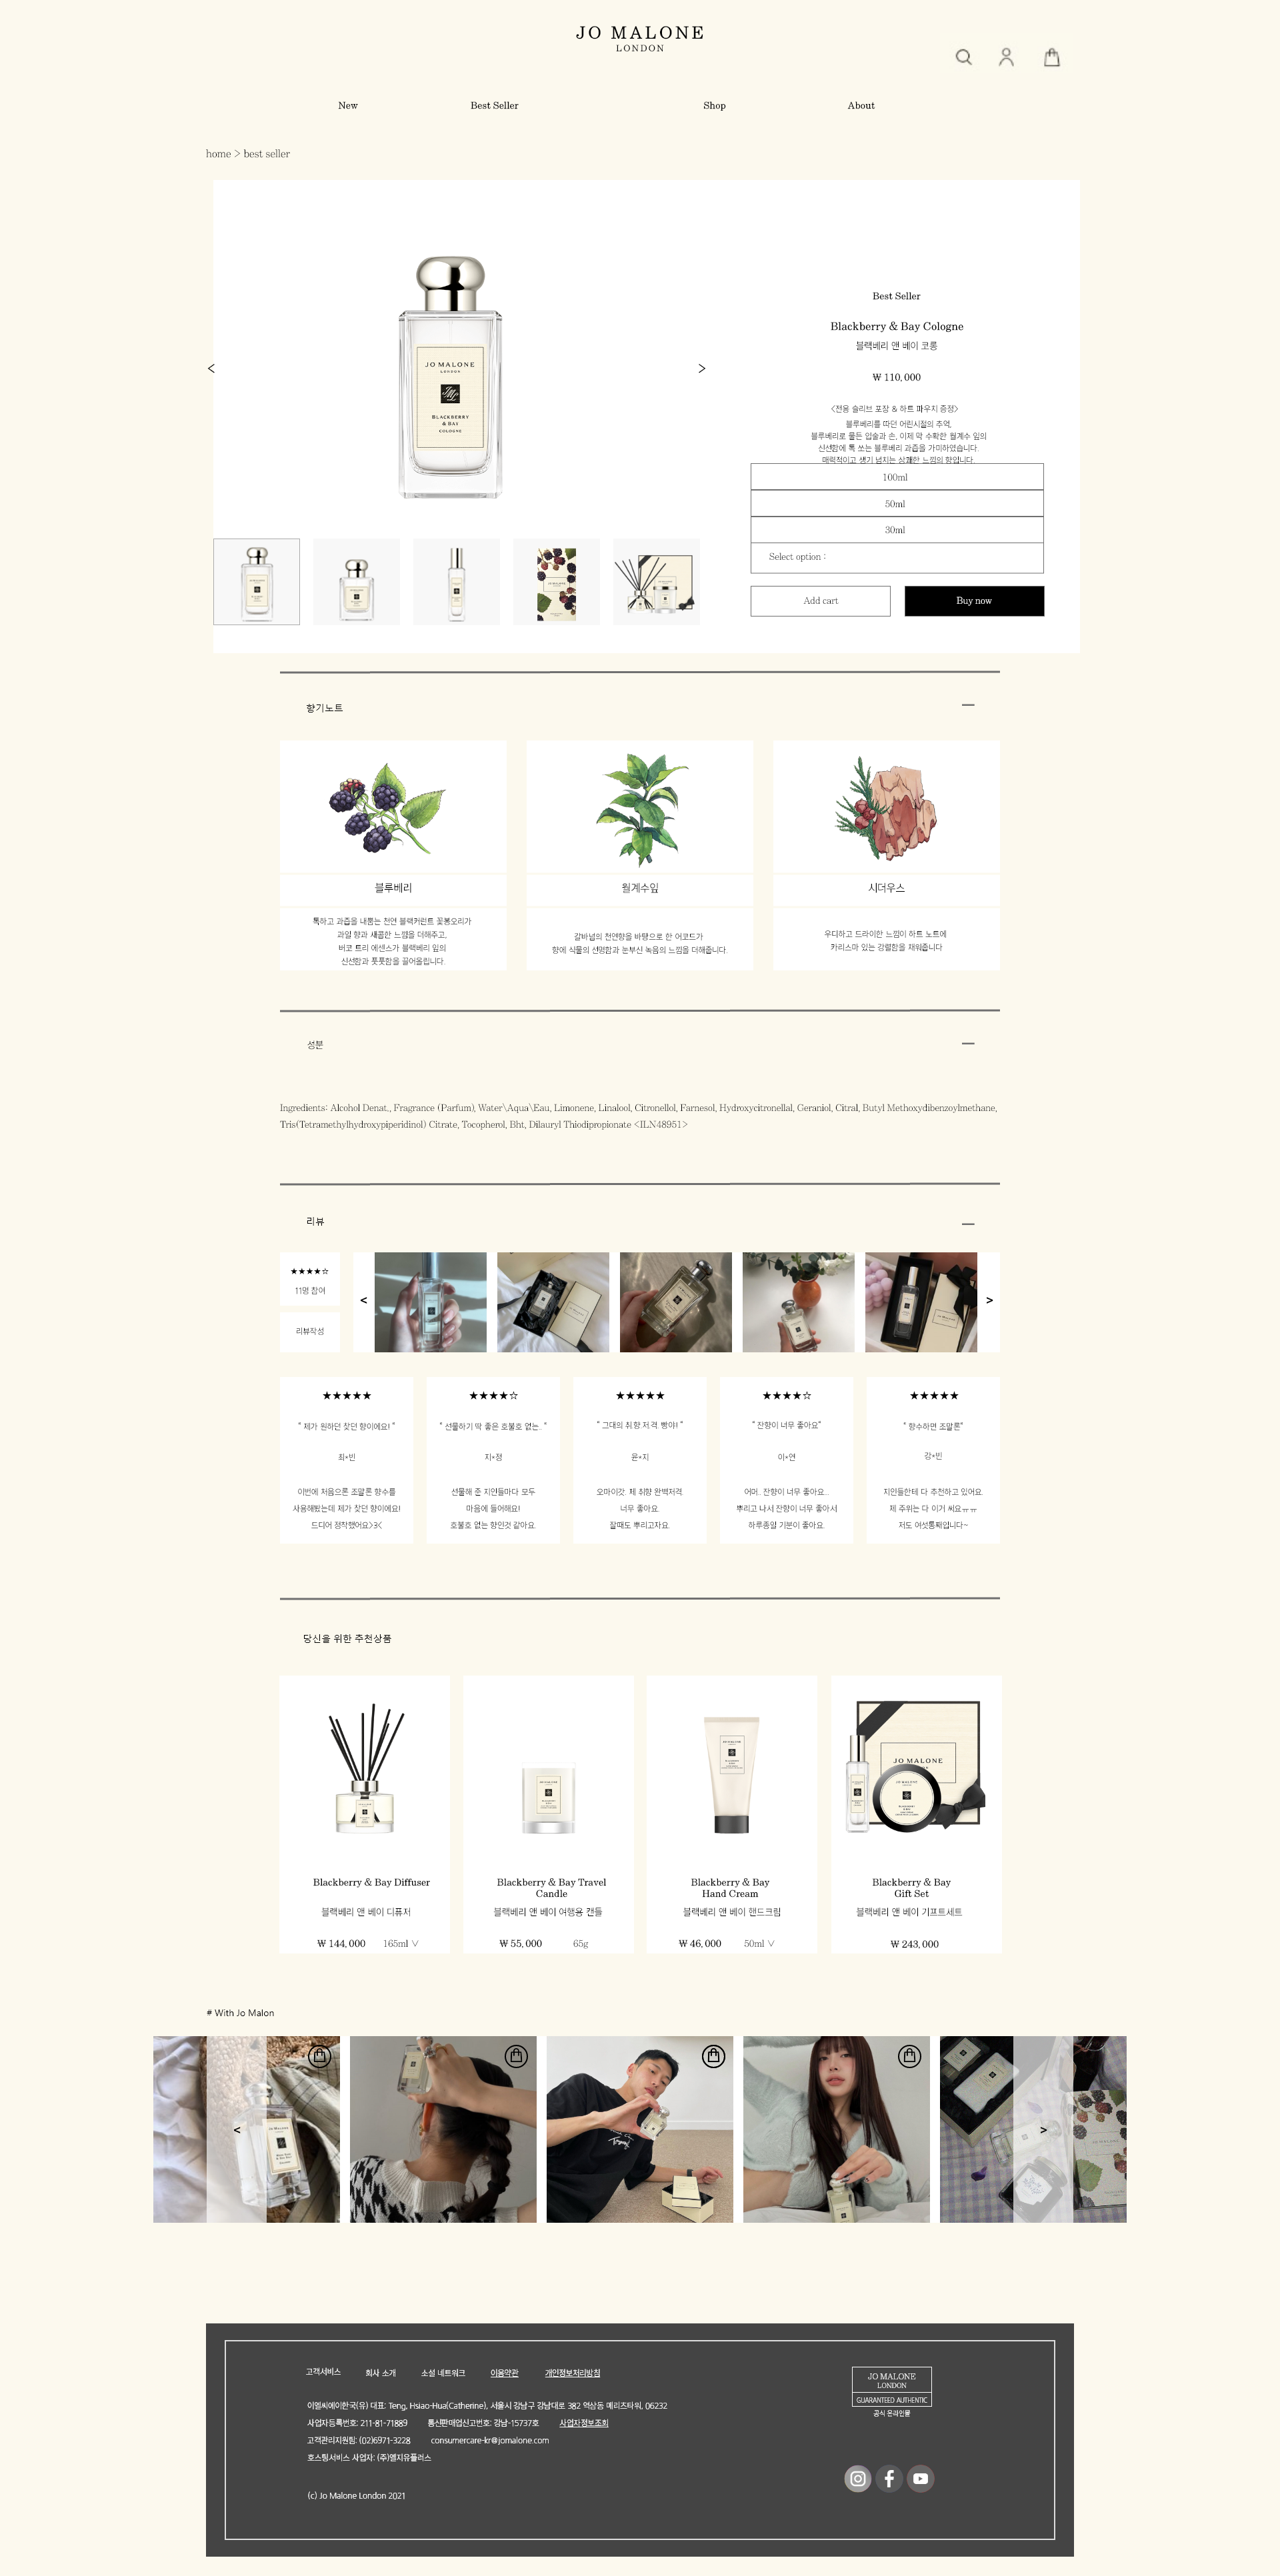 JO MALONE
LONDON
New
Best Seller
Shop
About
home > best seller
JO MALONE
LONDON
BLACKBERRY
& BAY
COLOGNE
<
>
Best Seller
Blackberry & Bay Cologne
블랙베리 앤 베이 코롱
₩ 110,000
<전용 슬리브 포장 & 하트 파우치 증정>
블루베리를 따던 어린시절의 추억,
블루베리로 물든 입술과 손, 이제 막 수확한 월계수 잎의
신선함에 톡 쏘는 블루베리 과즙을 가미하였습니다.
매력적이고 생기 넘치는 상쾌한 느낌의 향입니다.
100ml
50ml
30ml
Select option :
Add cart
Buy now
향기노트
블루베리
월계수잎
시더우스
톡하고 과즙을 내뿜는 천연 블랙커런트 꽃봉오리가
과일 향과 새콤한 느낌을 더해주고,
버코 트리 에센스가 블랙베리 잎의
신선함과 풋풋함을 끌어올립니다.
갈바넘의 천연향을 바탕으로 한 어코드가
향에 식물의 선명함과 눈부신 녹음의 느낌을 더해줍니다.
우디하고 드라이한 느낌이 하트 노트에
카리스마 있는 강렬함을 채워줍니다
성분
Ingredients: Alcohol Denat., Fragrance (Parfum), Water\Aqua\Eau, Limonene, Linalool, Citronellol, Farnesol, Hydroxycitronellal, Geraniol, Citral, Butyl Methoxydibenzoylmethane,
Tris(Tetramethylhydroxypiperidinol) Citrate, Tocopherol, Bht, Dilauryl Thiodipropionate <ILN48951>
리뷰
★★★★☆
11명 참여
리뷰작성
<
>
★★★★★
" 제가 원하던 찾던 향이에요! "
최*빈
이번에 처음으론 조말론 향수를
사용해봤는데 제가 찾던 향이에요!
드디어 정착했어요>3<
★★★★☆
" 선물하기 딱 좋은 호불호 없는.. "
지*정
선물해 준 지인들마다 모두
마음에 들어해요!
호불호 없는 향인것 같아요.
★★★★★
" 그대의 취.향.저.격. 빵야! "
윤*지
오마이갓. 제 취향 완벽저격.
너무 좋아요.
잘때도 뿌리고자요.
★★★★☆
" 잔향이 너무 좋아요"
이*연
어머.. 잔향이 너무 좋아요...
뿌리고 나서 잔향이 너무 좋아서
하루종일 기분이 좋아요.
★★★★★
" 향수하면 조말론"
강*빈
지인들한테 다 추천하고 있어요.
제 주위는 다 이거 써요ㅠㅠ
저도 여섯통째입니다~
당신을 위한 추천상품
JO MALONE
JO MALONE
Blackberry & Bay Diffuser
블랙베리 앤 베이 디퓨저
₩ 144,000 165ml ∨
Blackberry & Bay Travel
Candle
블랙베리 앤 베이 여행용 캔들
₩ 55,000 65g
Blackberry & Bay
Hand Cream
블랙베리 앤 베이 핸드크림
₩ 46,000 50ml ∨
Blackberry & Bay
Gift Set
블랙베리 앤 베이 기프트세트
₩ 243,000
# With Jo Malon
<
>
고객서비스
회사 소개
소셜 네트워크
이용약관
개인정보처리방침
이엘씨에이한국(유) 대표: Teng, Hsiao-Hua(Catherine), 서울시 강남구 강남대로 382 역삼동 메리츠타워, 06232
사업자등록번호: 211-81-71889 통신판매업신고번호: 강남-15737호 사업자정보조회
고객관리지원팀: (02)6971-3228 consumercare-kr@jomalone.com
호스팅서비스 사업자: (주)엘지유플러스
(c) Jo Malone London 2021
JO MALONE
LONDON
GUARANTEED AUTHENTIC
공식 온라인몰